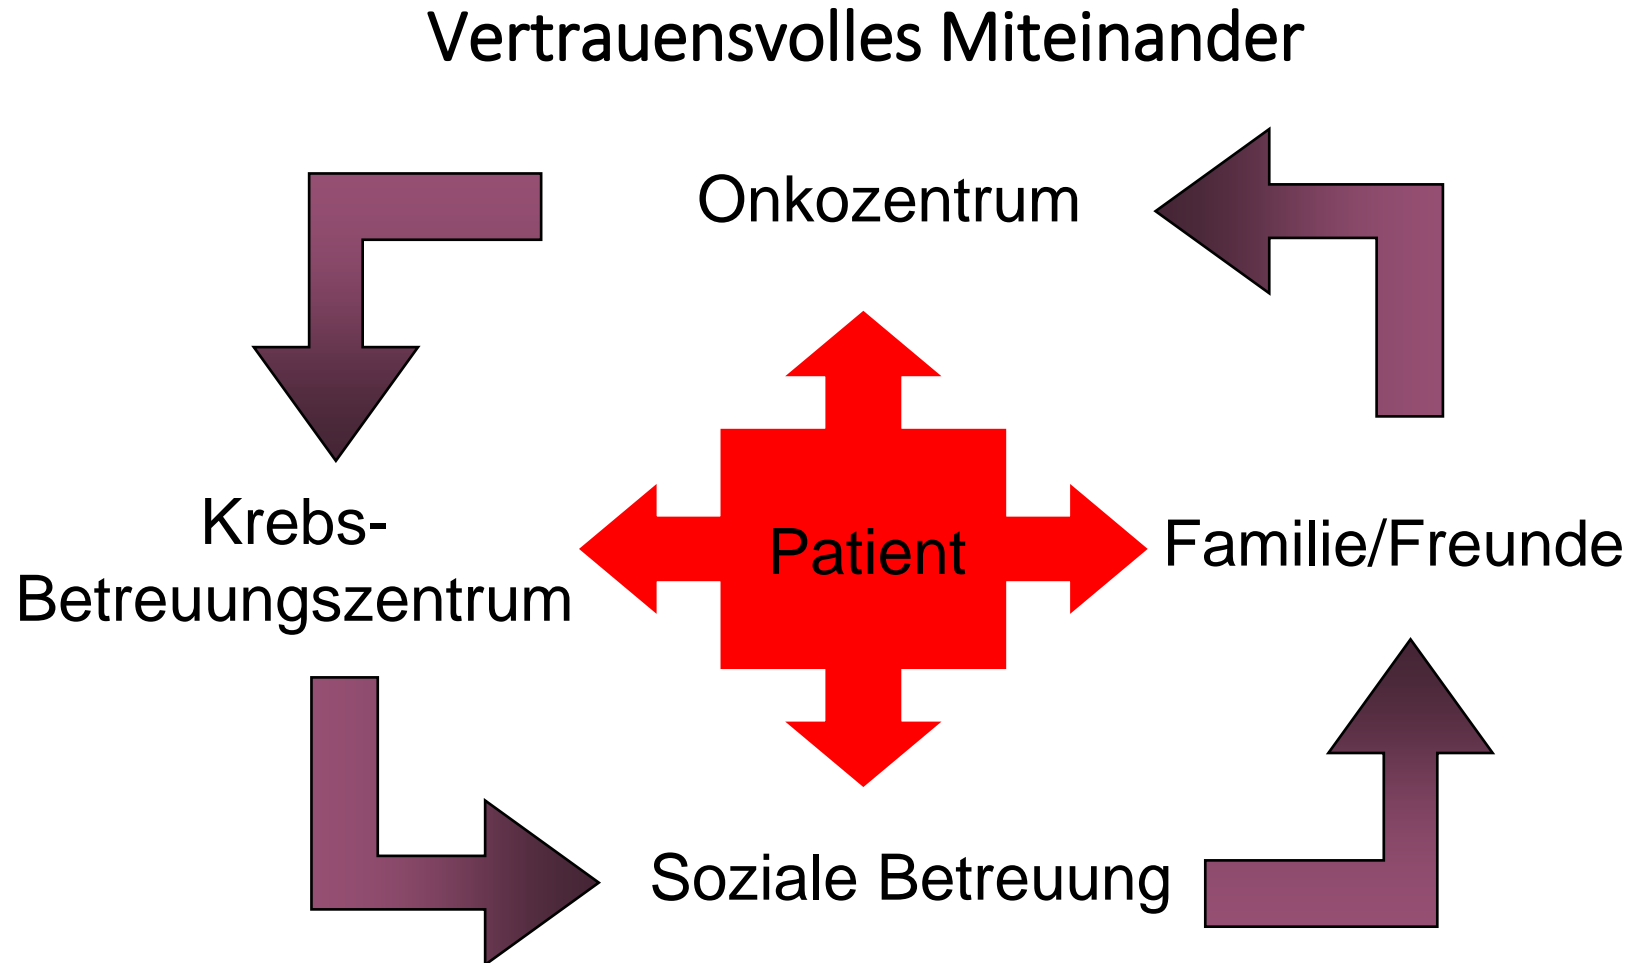 Vertrauensvolles Miteinander
Onkozentrum
Krebs-
Betreuungszentrum
Patient
Familie/Freunde
Soziale Betreuung